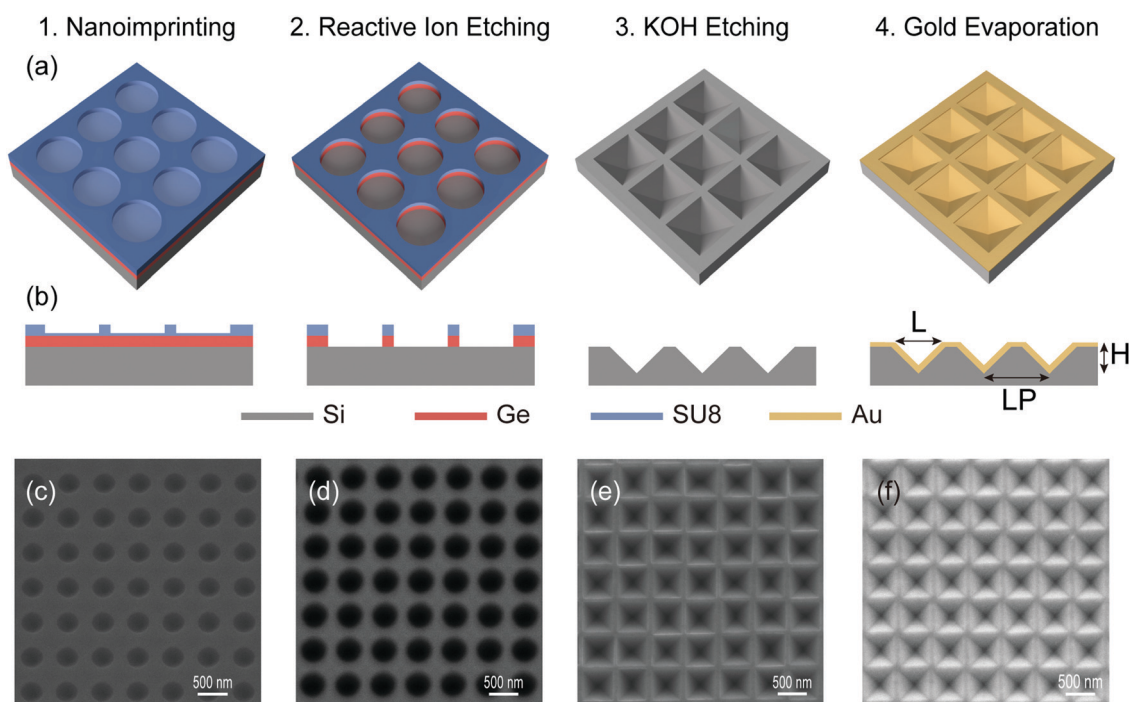 1. Nanoimprinting
2. Reactive Ion Etching
3. KOH Etching
4. Gold Evaporation
(a)
(b)
L
H
LP
Si
Ge
SU8
Au
(c)
(d)
(e)
(f)
500 nm
500 nm
500 nm
500 nm